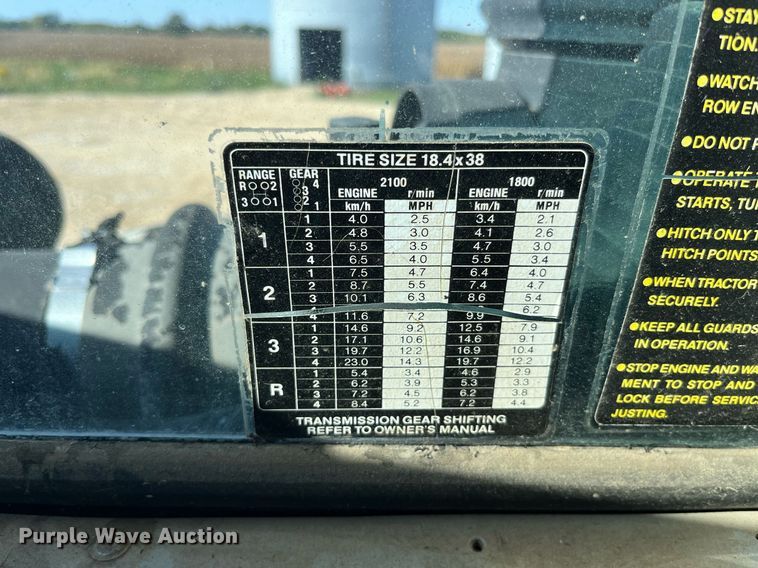 TIRE SIZE 18.4x38
RANGE GEAR 2100 1800
R 2 4 ENGINE r/min ENGINE r/min
3 1 3 2 1 km/h MPH km/h MPH
1 1 4.0 2.5 3.4 2.1
2 4.8 3.0 4.1 2.6
3 5.5 3.5 4.7 3.0
4 6.5 4.0 5.5 3.4
2 1 7.5 4.7 6.4 4.0
2 8.7 5.5 7.4 4.7
3 10.1 6.3 8.6 5.4
4 11.6 7.2 9.9 6.2
3 1 14.6 9.2 12.5 7.9
2 17.1 10.6 14.6 9.1
3 19.7 12.2 16.9 10.4
4 23.0 14.3 19.7 12.2
R 1 5.4 3.4 4.6 2.9
2 6.2 3.9 5.3 3.3
3 7.2 4.5 6.2 3.8
4 8.4 5.2 7.2 4.4
TRANSMISSION GEAR SHIFTING
REFER TO OWNER'S MANUAL
●STAY
TION.
●WATCH
ROW EN
●DO NOT
●OPERATE
STARTS, TU
●HITCH ONLY
HITCH POINTS
●WHEN TRACTOR
SECURELY.
●KEEP ALL GUARDS
IN OPERATION.
●STOP ENGINE AND WA
MENT TO STOP AND
LOCK BEFORE SERVIC
JUSTING.
Purple Wave Auction